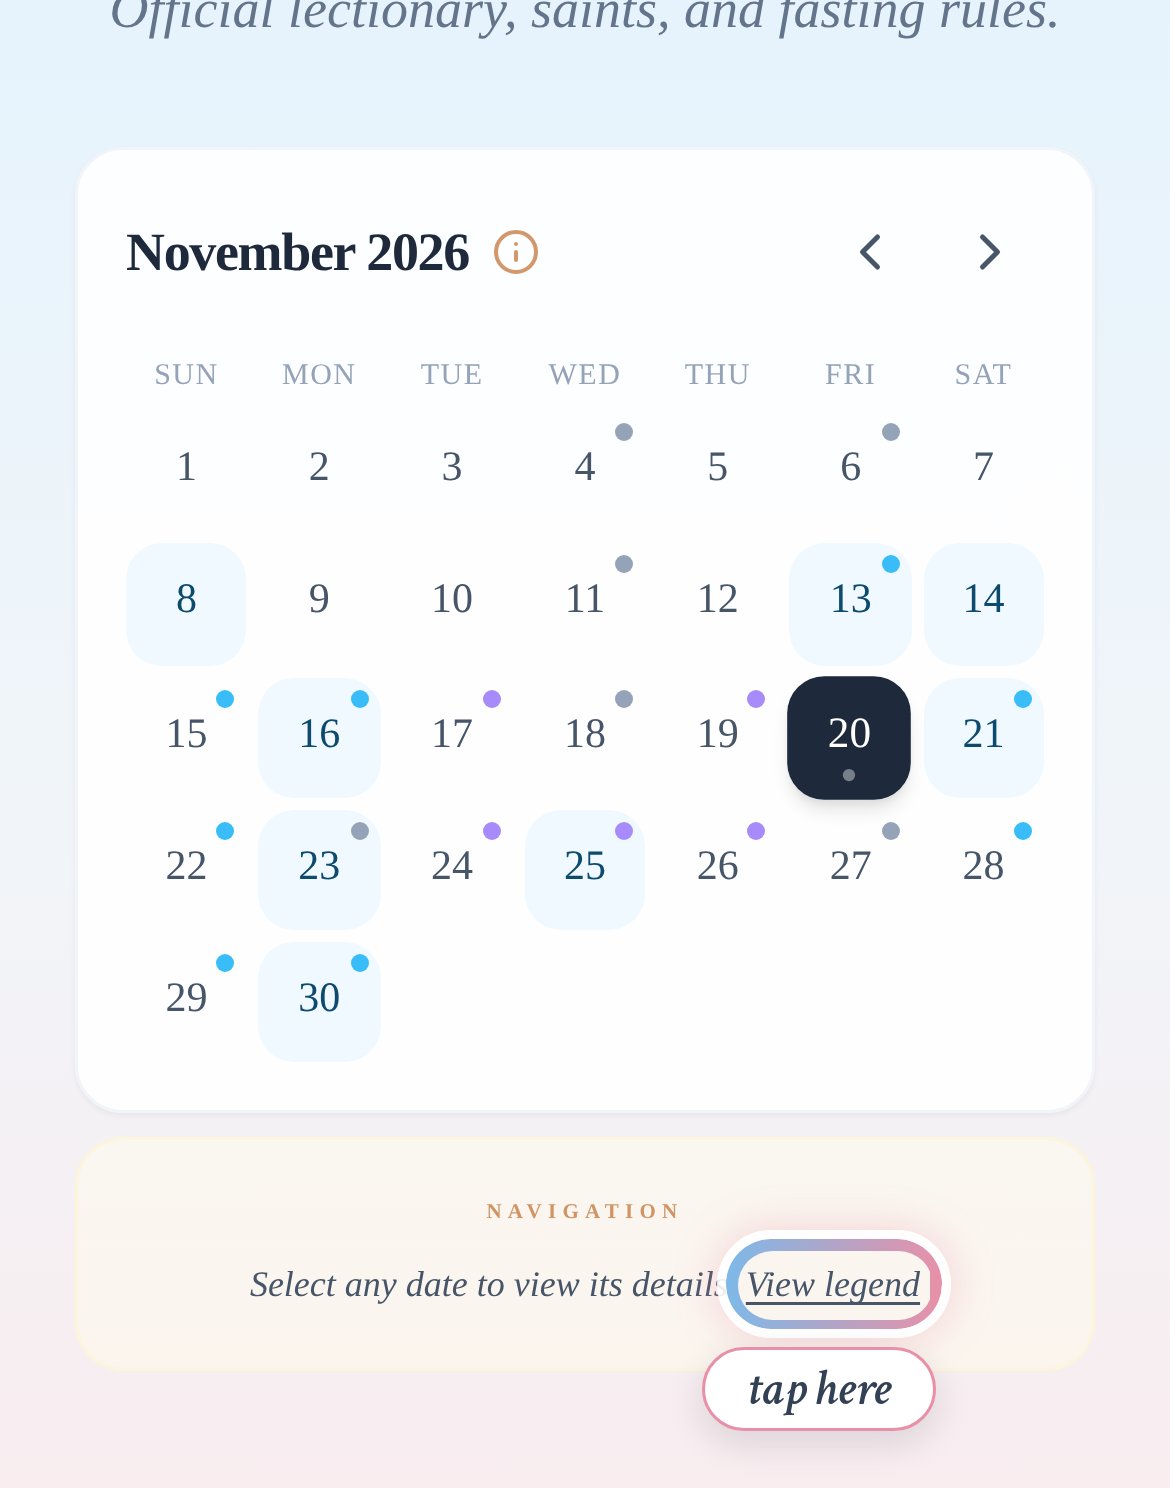 Official lectionary, saints, and fasting rules.
November 2026
SUN MON TUE WED THU FRI SAT
1 2 3 4 5 6 7
8 9 10 11 12 13 14
15 16 17 18 19 20 21
22 23 24 25 26 27 28
29 30
NAVIGATION
Select any date to view its details View legend
tap here